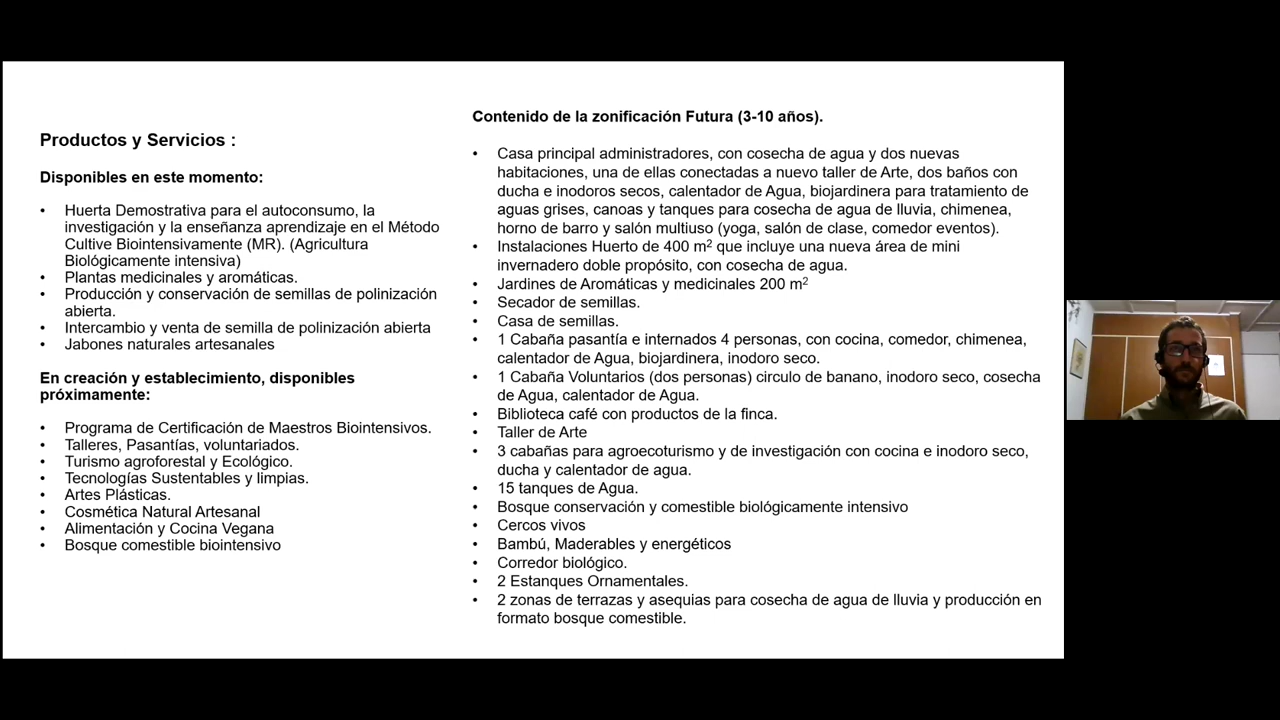 Productos y Servicios :
Disponibles en este momento:
• Huerta Demostrativa para el autoconsumo, la
investigación y la enseñanza aprendizaje en el Método
Cultive Biointensivamente (MR). (Agricultura
Biológicamente intensiva)
• Plantas medicinales y aromáticas.
• Producción y conservación de semillas de polinización
abierta.
• Intercambio y venta de semilla de polinización abierta
• Jabones naturales artesanales
En creación y establecimiento, disponibles
próximamente:
• Programa de Certificación de Maestros Biointensivos.
• Talleres, Pasantías, voluntariados.
• Turismo agroforestal y Ecológico.
• Tecnologías Sustentables y limpias.
• Artes Plásticas.
• Cosmética Natural Artesanal
• Alimentación y Cocina Vegana
• Bosque comestible biointensivo
Contenido de la zonificación Futura (3-10 años).
• Casa principal administradores, con cosecha de agua y dos nuevas
habitaciones, una de ellas conectadas a nuevo taller de Arte, dos baños con
ducha e inodoros secos, calentador de Agua, biojardinera para tratamiento de
aguas grises, canoas y tanques para cosecha de agua de lluvia, chimenea,
horno de barro y salón multiuso (yoga, salón de clase, comedor eventos).
• Instalaciones Huerto de 400 m² que incluye una nueva área de mini
invernadero doble propósito, con cosecha de agua.
• Jardines de Aromáticas y medicinales 200 m²
• Secador de semillas.
• Casa de semillas.
• 1 Cabaña pasantía e internados 4 personas, con cocina, comedor, chimenea,
calentador de Agua, biojardinera, inodoro seco.
• 1 Cabaña Voluntarios (dos personas) circulo de banano, inodoro seco, cosecha
de Agua, calentador de Agua.
• Biblioteca café con productos de la finca.
• Taller de Arte
• 3 cabañas para agroecoturismo y de investigación con cocina e inodoro seco,
ducha y calentador de agua.
• 15 tanques de Agua.
• Bosque conservación y comestible biológicamente intensivo
• Cercos vivos
• Bambú, Maderables y energéticos
• Corredor biológico.
• 2 Estanques Ornamentales.
• 2 zonas de terrazas y asequias para cosecha de agua de lluvia y producción en
formato bosque comestible.